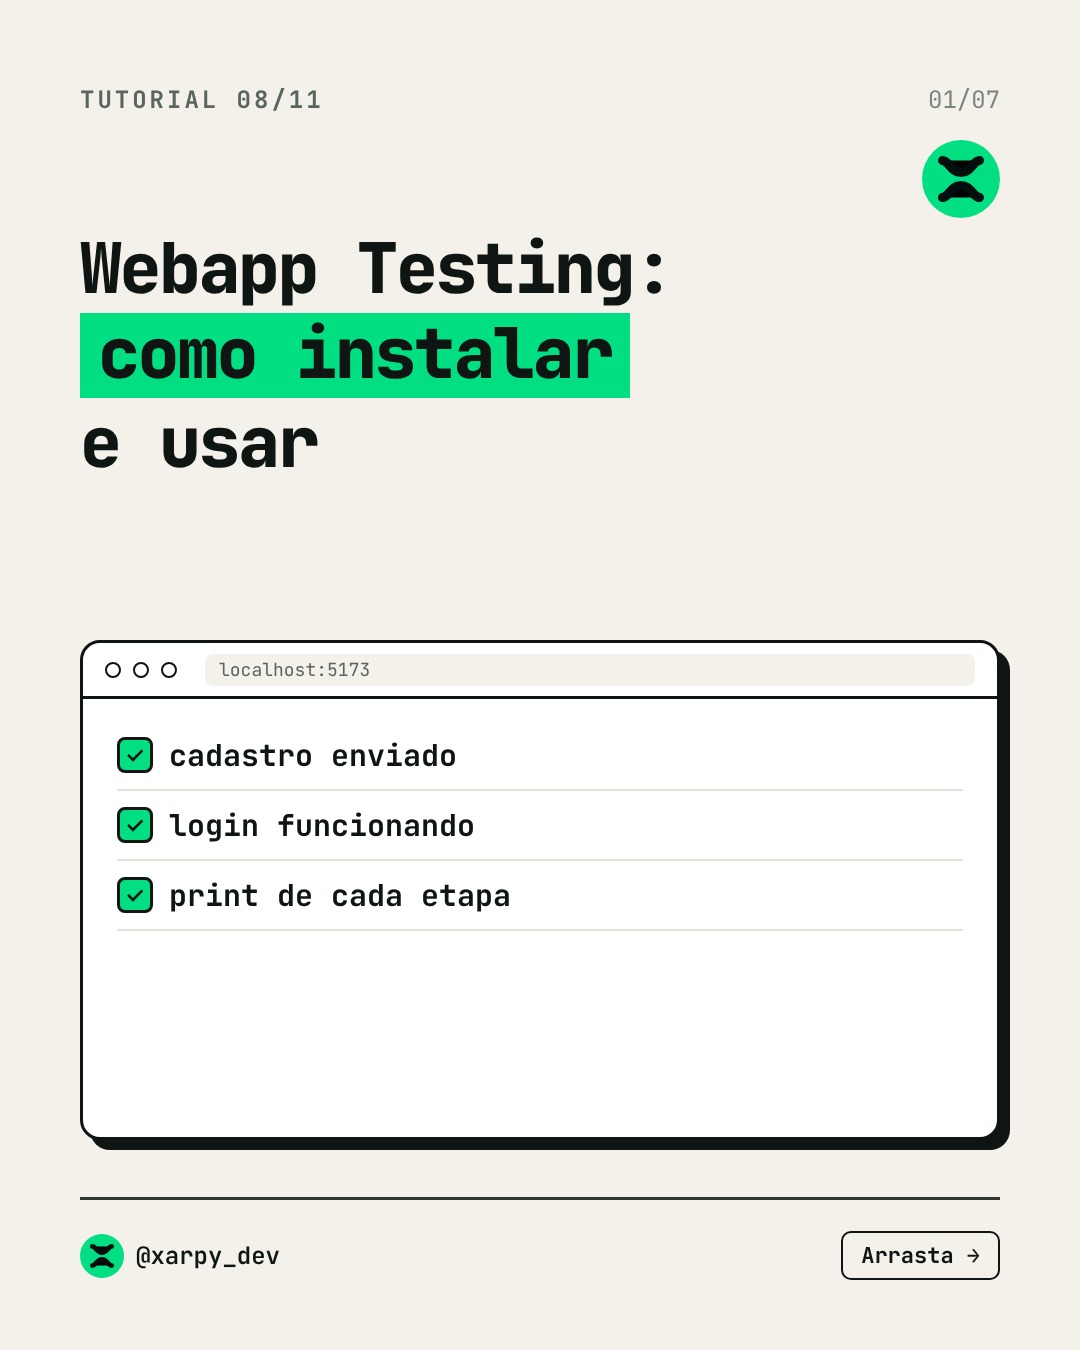 TUTORIAL 08/11
01/07
Webapp Testing:
como instalar
e usar
localhost:5173
cadastro enviado
login funcionando
print de cada etapa
@xarpy_dev
Arrasta →